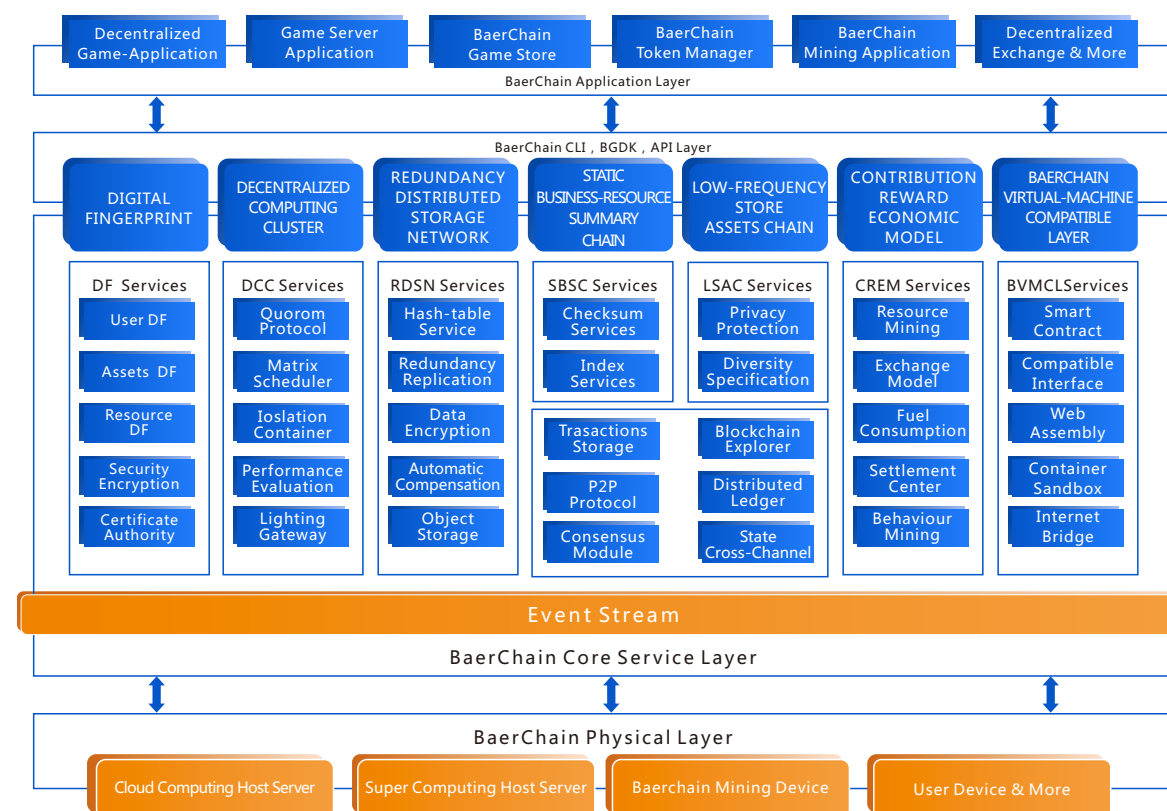 Decentralized
Game-Application
Game Server
Application
BaerChain
Game Store
BaerChain
Token Manager
BaerChain
Mining Application
Decentralized
Exchange & More
BaerChain Application Layer
BaerChain CLI , BGDK , API Layer
DIGITAL
FINGERPRINT
DECENTRALIZED
COMPUTING
CLUSTER
REDUNDANCY
DISTRIBUTED
STORAGE
NETWORK
STATIC
BUSINESS-RESOURCE
SUMMARY
CHAIN
LOW-FREQUENCY
STORE
ASSETS CHAIN
CONTRIBUTION
REWARD
ECONOMIC
MODEL
BAERCHAIN
VIRTUAL-MACHINE
COMPATIBLE
LAYER
DF Services
User DF
Assets DF
Resource
DF
Security
Encryption
Certificate
Authority
DCC Services
Quorom
Protocol
Matrix
Scheduler
Ioslation
Container
Performance
Evaluation
Lighting
Gateway
RDSN Services
Hash-table
Service
Redundancy
Replication
Data
Encryption
Automatic
Compensation
Object
Storage
SBSC Services
Checksum
Services
Index
Services
LSAC Services
Privacy
Protection
Diversity
Specification
Trasactions
Storage
P2P
Protocol
Consensus
Module
Blockchain
Explorer
Distributed
Ledger
State
Cross-Channel
CREM Services
Resource
Mining
Exchange
Model
Fuel
Consumption
Settlement
Center
Behaviour
Mining
BVMCLServices
Smart
Contract
Compatible
Interface
Web
Assembly
Container
Sandbox
Internet
Bridge
Event Stream
BaerChain Core Service Layer
BaerChain Physical Layer
Cloud Computing Host Server
Super Computing Host Server
Baerchain Mining Device
User Device & More